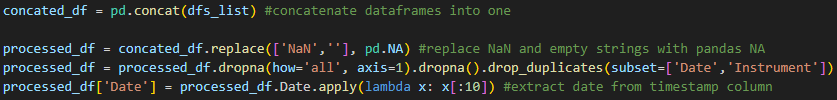 concated_df = pd.concat(dfs_list) #concatenate dataframes into one
processed_df = concated_df.replace(['NaN',''], pd.NA) #replace NaN and empty strings with pandas NA
processed_df = processed_df.dropna(how='all', axis=1).dropna().drop_duplicates(subset=['Date','Instrument'])
processed_df['Date'] = processed_df.Date.apply(lambda x: x[:10]) #extract date from timestamp column